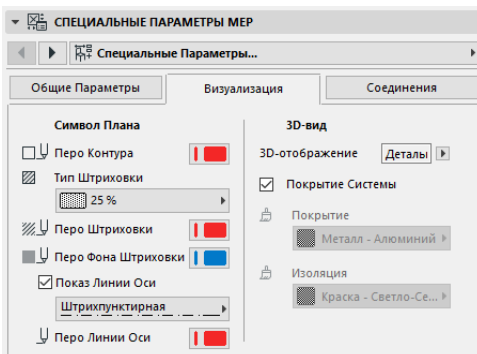 СПЕЦИАЛЬНЫЕ ПАРАМЕТРЫ MEP
Специальные Параметры...
Общие Параметры
Визуализация
Соединения
Символ Плана
Перо Контура
Тип Штриховки
25 %
Перо Штриховки
Перо Фона Штриховки
Показ Линии Оси
Штрихпунктирная
Перо Линии Оси
3D-вид
3D-отображение Деталы
Покрытие Системы
Покрытие
Металл - Алюминий
Изоляция
Краска - Светло-Се...